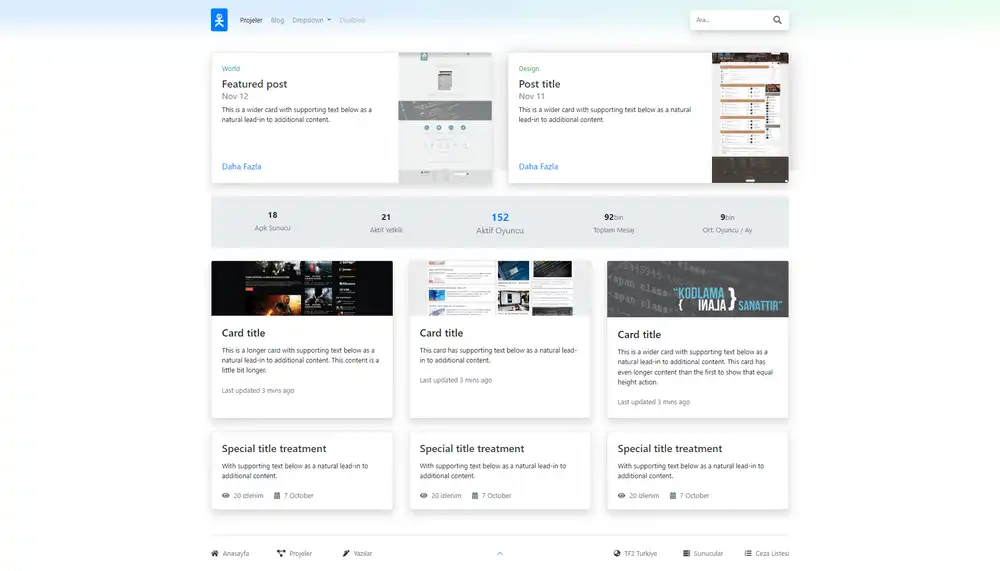 Projeler Blog Dropdown Disabled
Ara...
World
Featured post
Nov 12
This is a wider card with supporting text below as a
natural lead-in to additional content.
Daha Fazla
Design
Post title
Nov 11
This is a wider card with supporting text below as a natural
lead-in to additional content.
Daha Fazla
18
Açık Sunucu
21
Aktif Yetkili
152
Aktif Oyuncu
92bin
Toplam Mesaj
9bin
Ort. Oyuncu / Ay
Card title
This is a longer card with supporting text below as a
natural lead-in to additional content. This content is a
little bit longer.
Last updated 3 mins ago
Card title
This card has supporting text below as a natural lead-
in to additional content.
Last updated 3 mins ago
<span class=
"KODLAMA
{ İNAJA } SANATTIR"
Card title
This is a wider card with supporting text below as a
natural lead-in to additional content. This card has
even longer content than the first to show that equal
height action.
Last updated 3 mins ago
Special title treatment
With supporting text below as a natural lead-in to
additional content.
20 izlenim 7 October
Special title treatment
With supporting text below as a natural lead-in to
additional content.
20 izlenim 7 October
Special title treatment
With supporting text below as a natural lead-in to
additional content.
20 izlenim 7 October
Anasayfa Projeler Yazılar TF2 Turkiye Sunucular Ceza Listesi